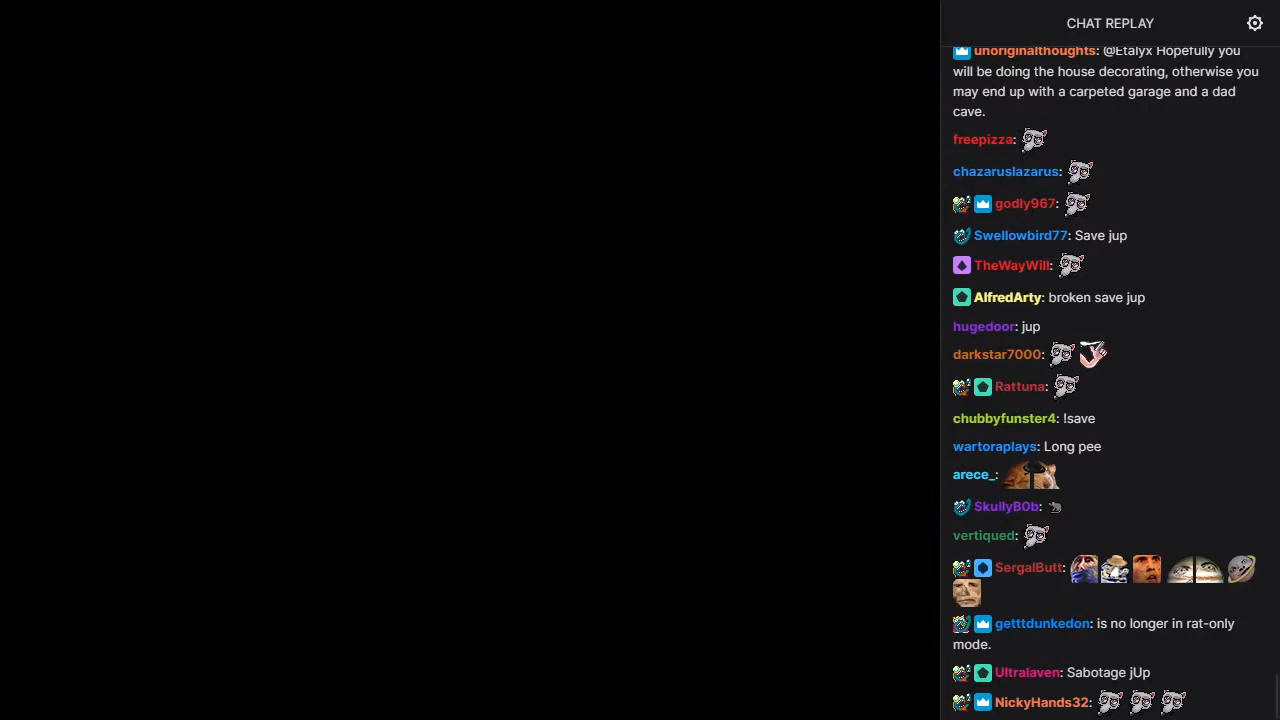 CHAT REPLAY
unoriginalthoughts: @Etalyx Hopefully you
will be doing the house decorating, otherwise you
may end up with a carpeted garage and a dad
cave.
freepizza:
chazaruslazarus:
godly967:
Swellowbird77: Save jup
TheWayWill:
AlfredArty: broken save jup
hugedoor: jup
darkstar7000:
Rattuna:
chubbyfunster4: !save
wartoraplays: Long pee
arece_:
SkullyB0b:
vertiqued:
SergalButt:
getttdunkedon: is no longer in rat-only
mode.
Ultralaven: Sabotage jUp
NickyHands32: